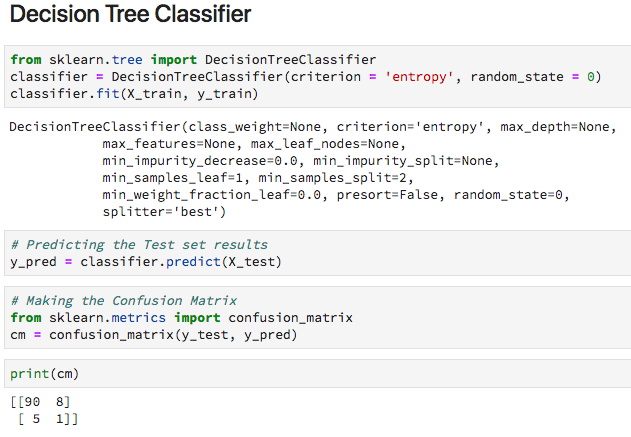 Decision Tree Classifier
from sklearn.tree import DecisionTreeClassifier
classifier = DecisionTreeClassifier(criterion = 'entropy', random_state = 0)
classifier.fit(X_train, y_train)
DecisionTreeClassifier(class_weight=None, criterion='entropy', max_depth=None,
            max_features=None, max_leaf_nodes=None,
            min_impurity_decrease=0.0, min_impurity_split=None,
            min_samples_leaf=1, min_samples_split=2,
            min_weight_fraction_leaf=0.0, presort=False, random_state=0,
            splitter='best')
# Predicting the Test set results
y_pred = classifier.predict(X_test)
# Making the Confusion Matrix
from sklearn.metrics import confusion_matrix
cm = confusion_matrix(y_test, y_pred)
print(cm)
[[90  8]
 [ 5  1]]